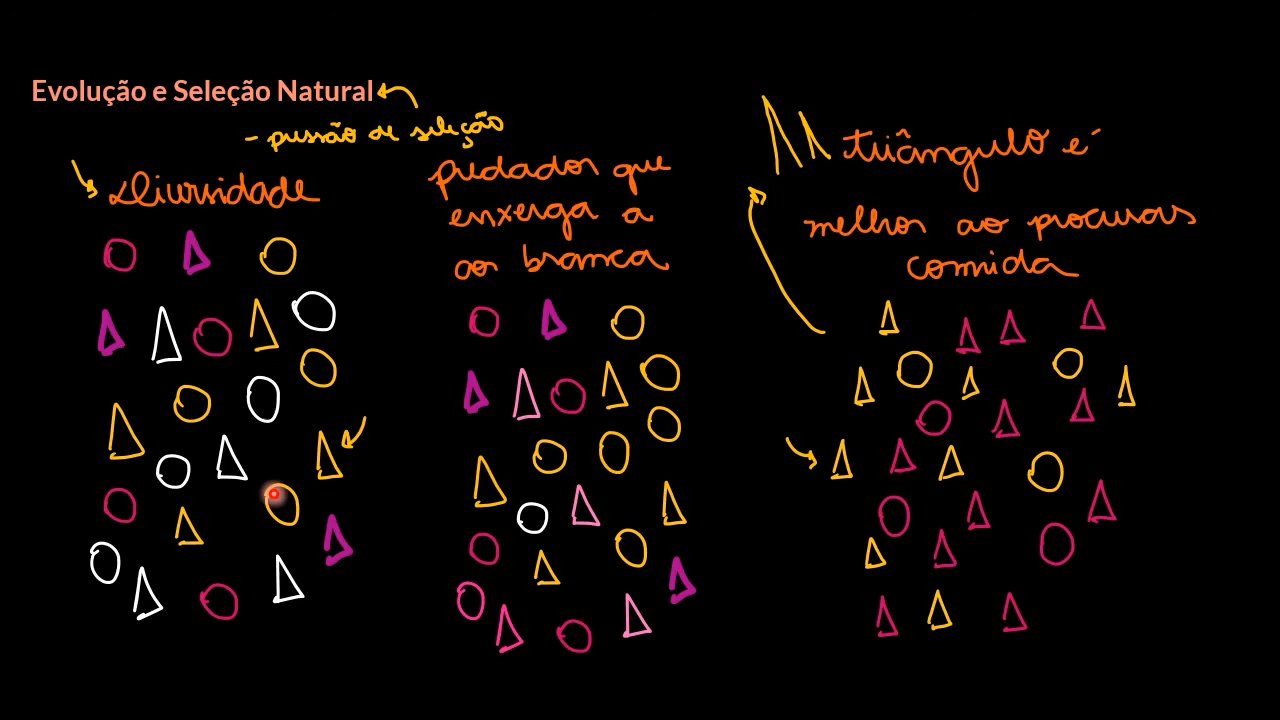 Evolução e Seleção Natural
- pressão de seleção
Diversidade
predador que
enxerga a
cor branca
triângulo é
melhor ao procurar
comida